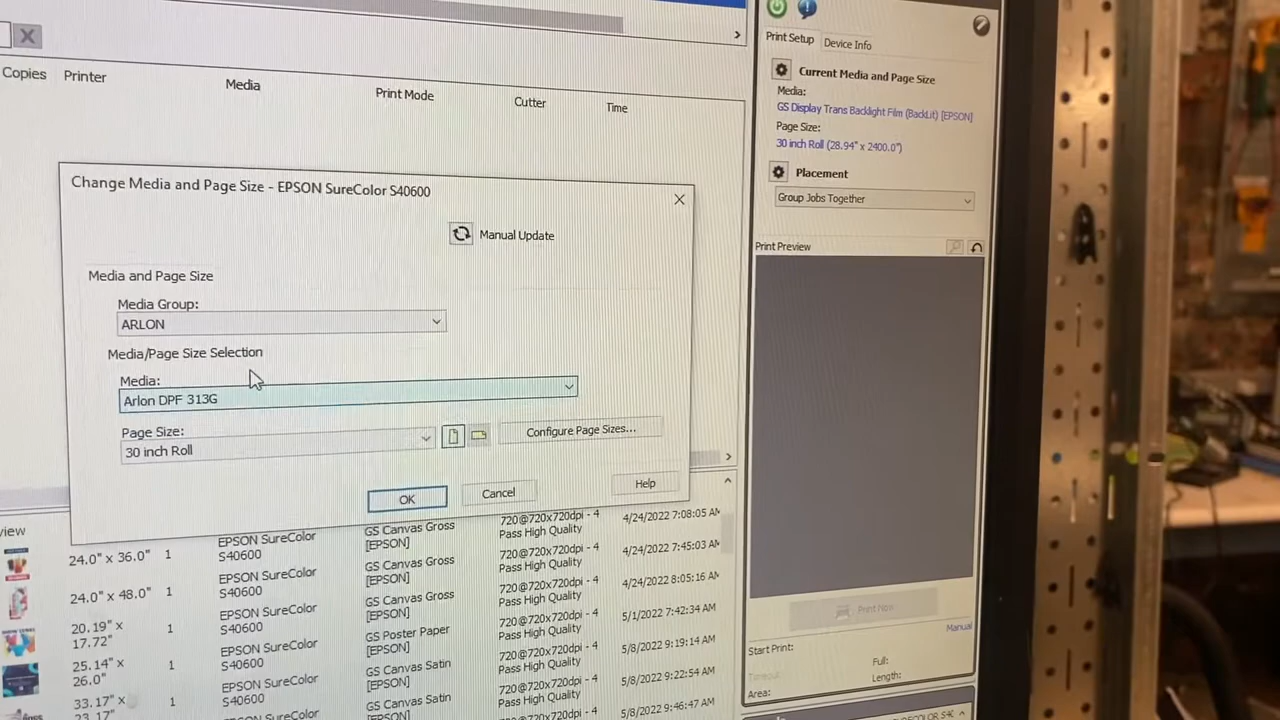 Copies Printer Media Print Mode Cutter Time
Change Media and Page Size - EPSON SureColor S40600
Manual Update
Media and Page Size
Media Group:
ARLON
Media/Page Size Selection
Media:
Arlon DPF 313G
Page Size:
30 inch Roll
Configure Page Sizes...
OK
Cancel
Help
view
24.0" x 36.0" 1 EPSON SureColor
S40600
GS Canvas Gross
[EPSON]
720@720x720dpi - 4
Pass High Quality
4/24/2022 7:08:05 AM
24.0" x 48.0" 1 EPSON SureColor
S40600
GS Canvas Gross
[EPSON]
720@720x720dpi - 4
Pass High Quality
4/24/2022 7:45:03 AM
20.19" x
17.72"
1
EPSON SureColor
S40600
GS Canvas Gross
[EPSON]
720@720x720dpi - 4
Pass High Quality
4/24/2022 8:05:16 AM
25.14" x
26.0"
1
EPSON SureColor
S40600
GS Poster Paper
[EPSON]
720@720x720dpi - 4
Pass High Quality
5/1/2022 7:42:34 AM
33.17" x
23.17"
1
EPSON SureColor
S40600
GS Canvas Satin
[EPSON]
720@720x720dpi - 4
Pass High Quality
5/8/2022 9:19:14 AM
EPSON SureColor
GS Canvas Satin
720@720x720dpi - 4
5/8/2022 9:22:54 AM
5/8/2022 9:46:47 AM
Print Setup
Device Info
Current Media and Page Size
Media:
GS Display Trans Backlight Film (BackLit) [EPSON]
Page Size:
30 inch Roll (28.94" x 2400.0")
Placement
Group Jobs Together
Print Preview
Print Now
Manual
Start Print:
Timeout:
Full:
Length:
Area: